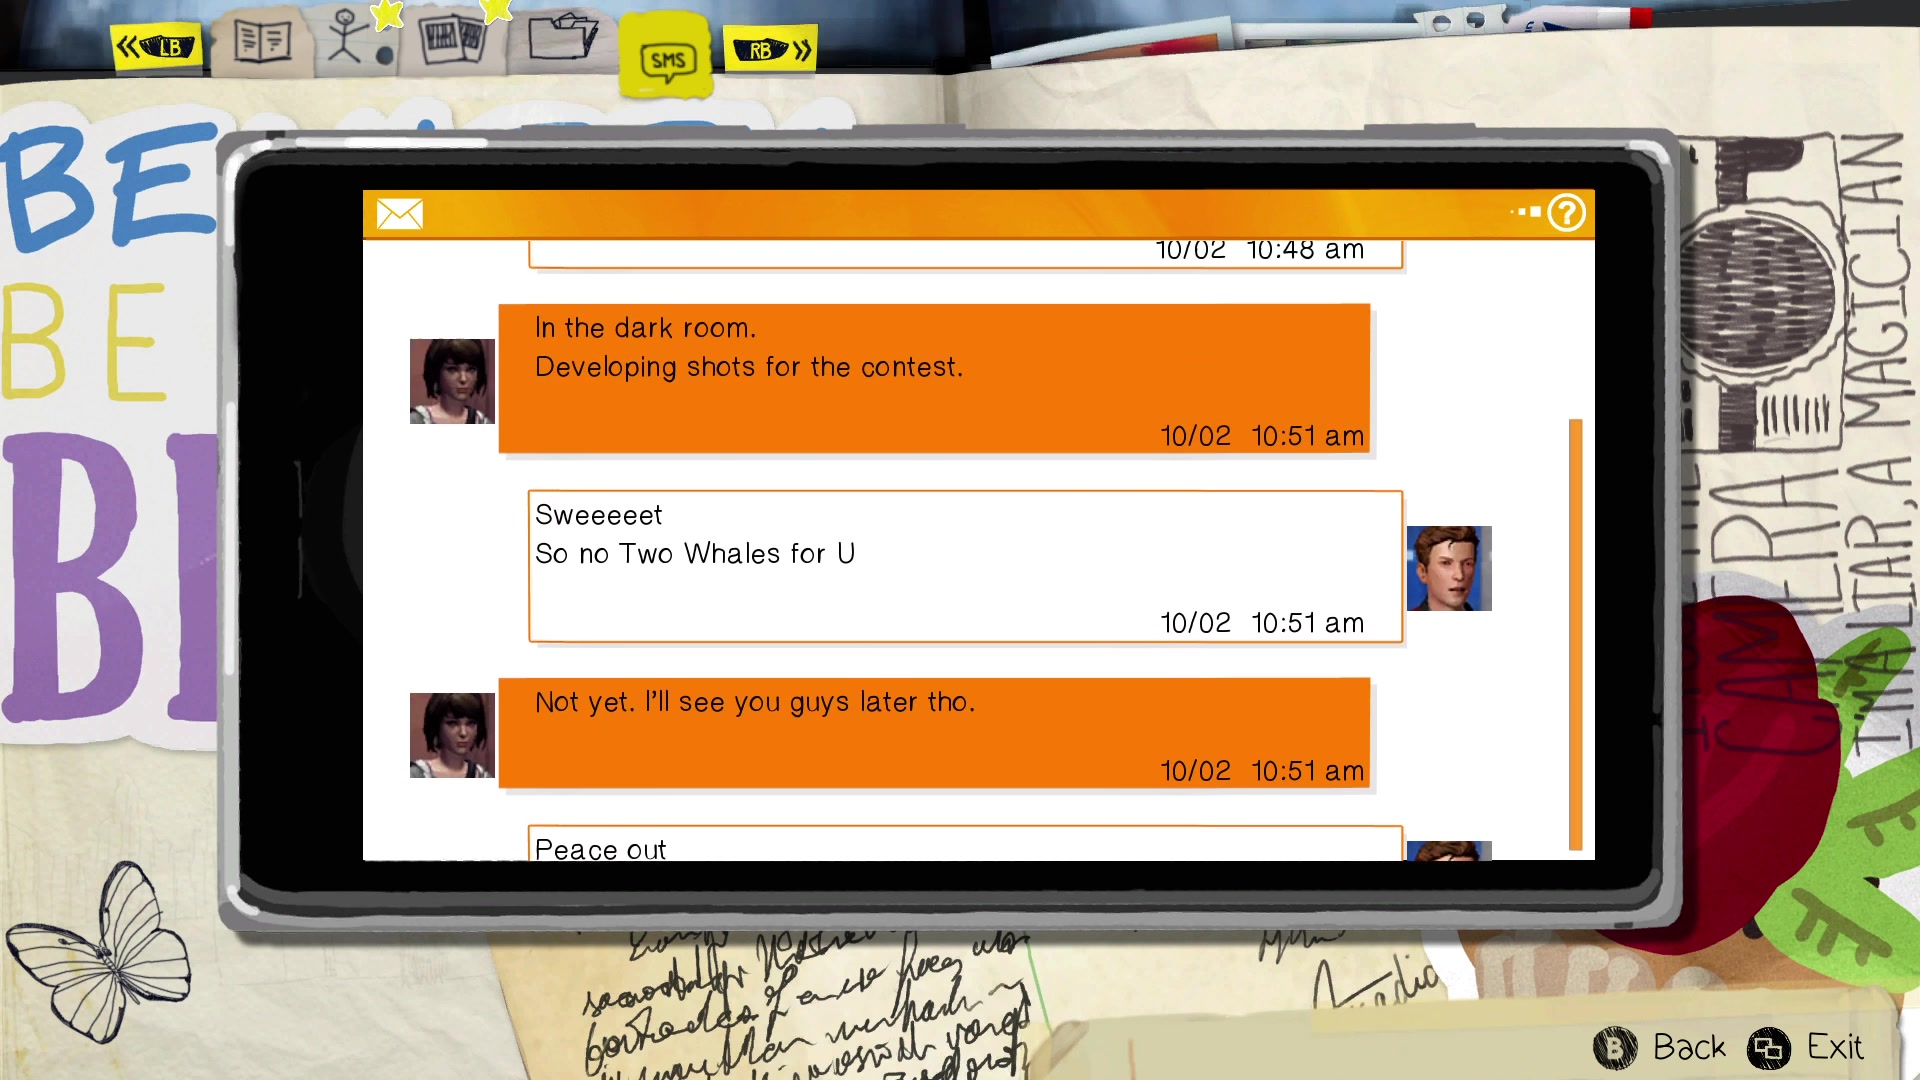 LB
SMS
RB
BE
BE
10/02 10:48 am
In the dark room.
Developing shots for the contest.
10/02 10:51 am
Sweeeeet
So no Two Whales for U
10/02 10:51 am
Not yet. I'll see you guys later tho.
10/02 10:51 am
Peace out
CAMERA
I'M A LIAR, A MAGICIAN
B Back
Exit